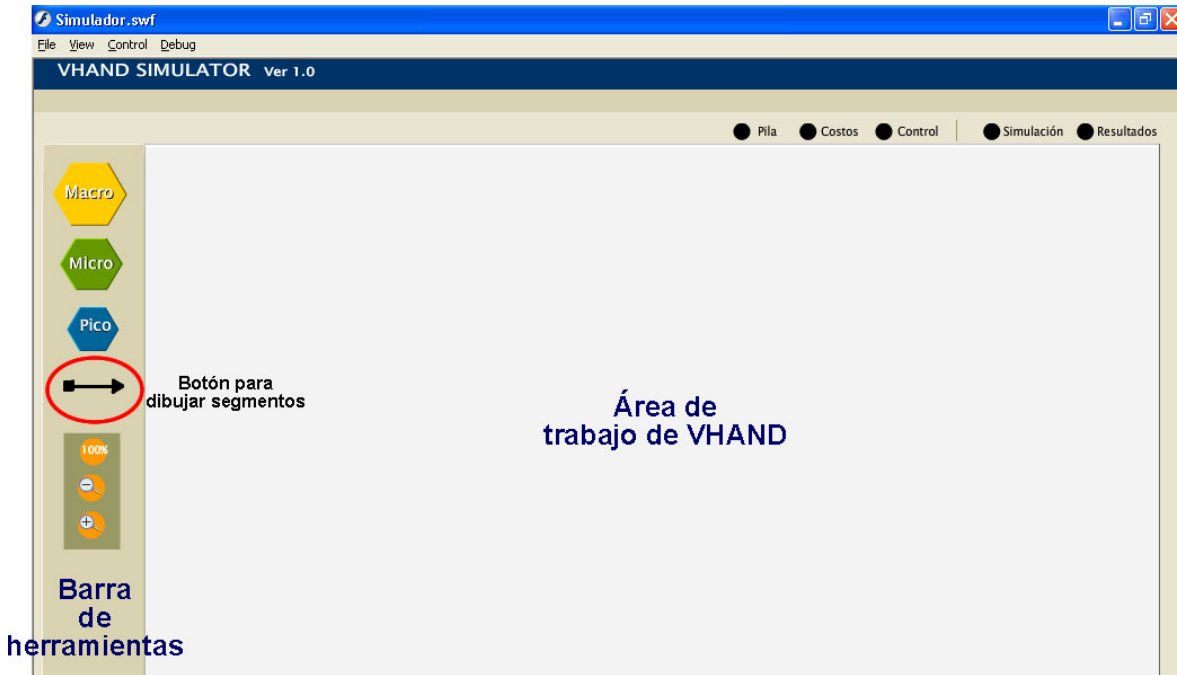 Simulador.swf
File View Control Debug
VHAND SIMULATOR Ver 1.0
Pila Costos Control Simulación Resultados
Macro
Micro
Pico
Botón para
dibujar segmentos
Área de
trabajo de VHAND
100%
Barra
de
herramientas